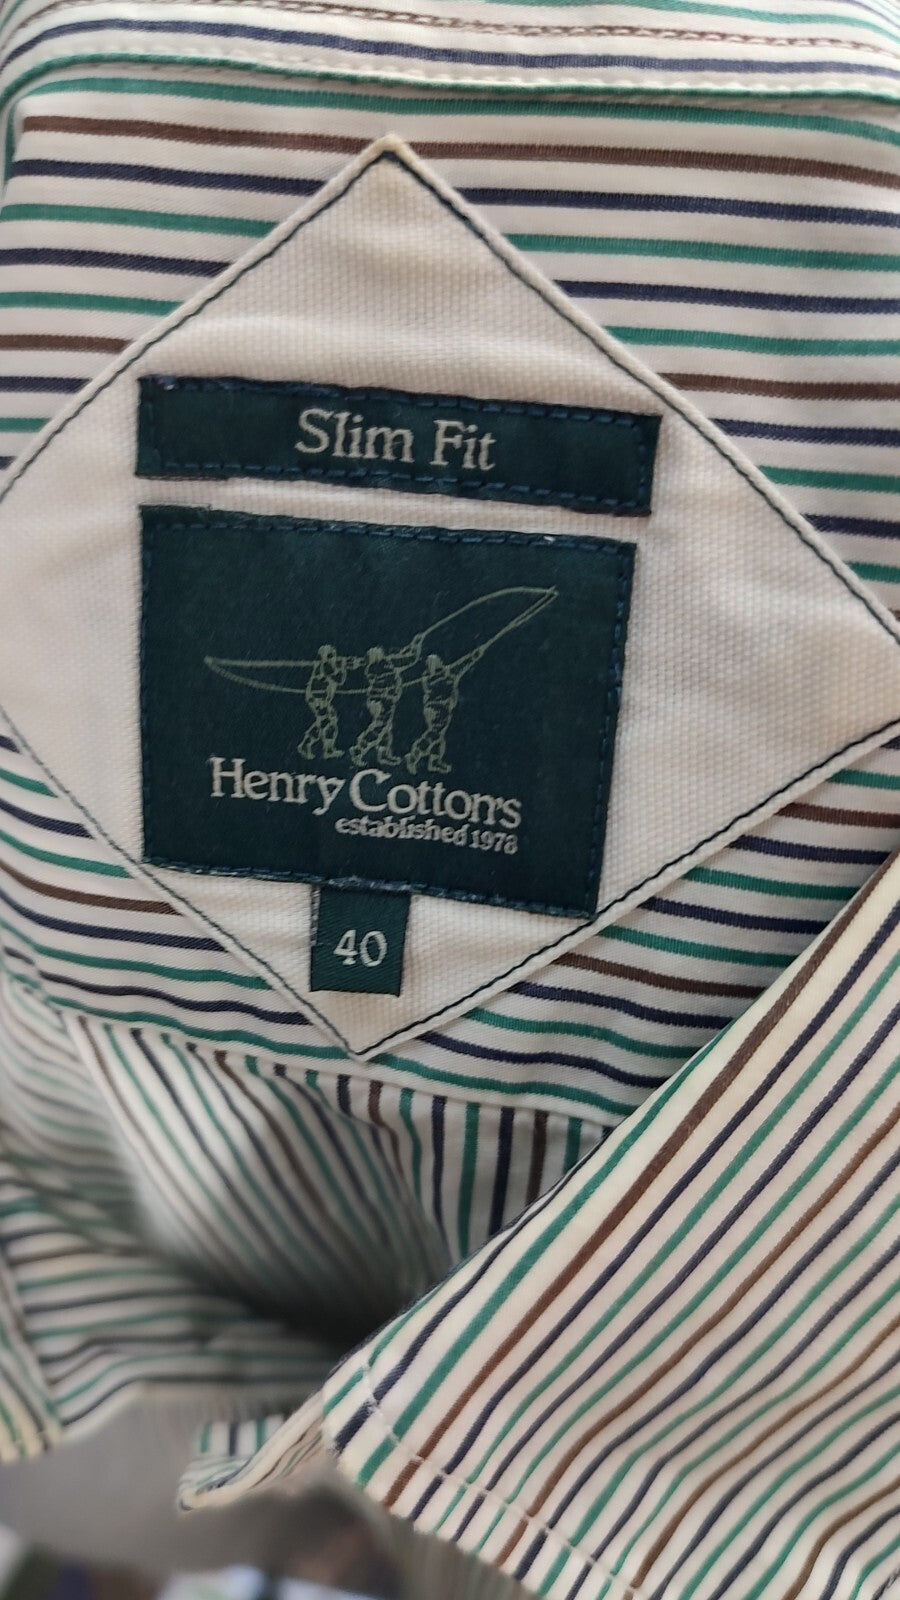 Slim Fit
Henry Cotton's
established 1978
40